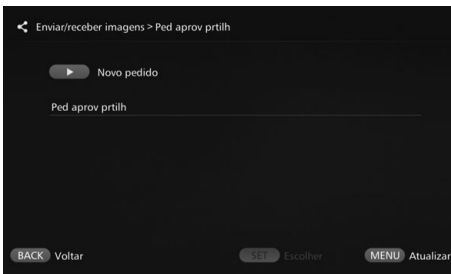 Enviar/receber imagens > Ped aprov prtilh
Novo pedido
Ped aprov prtilh
BACK Voltar SET Escolher MENU Atualizar